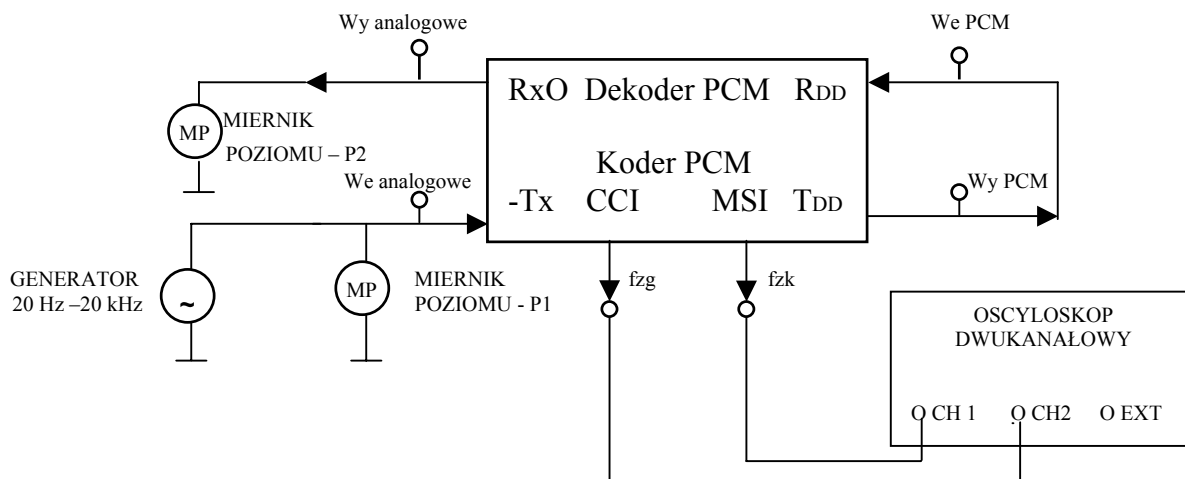 Wy analogowe
We PCM
RxO Dekoder PCM RDD
MP
MIERNIK
POZIOMU – P2
Koder PCM
We analogowe
Wy PCM
-Tx CCI MSI TDD
GENERATOR
20 Hz –20 kHz
~
MP
MIERNIK
POZIOMU - P1
fzg
fzk
OSCYLOSKOP
DWUKANAŁOWY
O CH 1 O CH2 O EXT